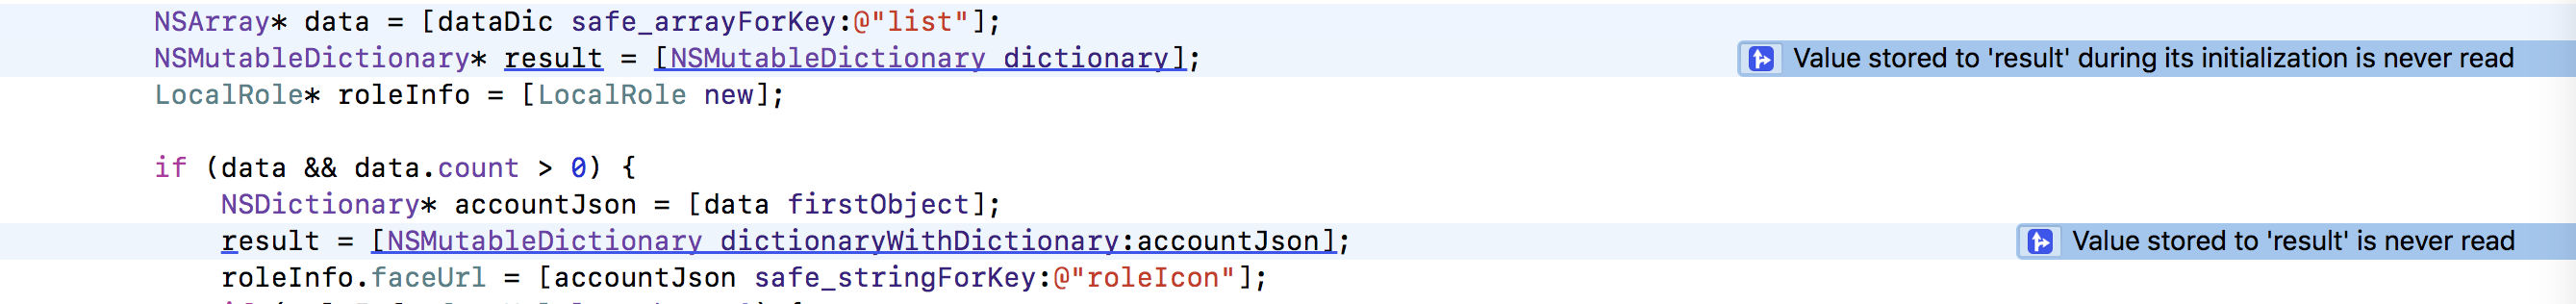 NSArray* data = [dataDic safe_arrayForKey:@"list"];
NSMutableDictionary* result = [NSMutableDictionary dictionary]; Value stored to 'result' during its initialization is never read
LocalRole* roleInfo = [LocalRole new];
if (data && data.count > 0) {
NSDictionary* accountJson = [data firstObject];
result = [NSMutableDictionary dictionaryWithDictionary:accountJson]; Value stored to 'result' is never read
roleInfo.faceUrl = [accountJson safe_stringForKey:@"roleIcon"];